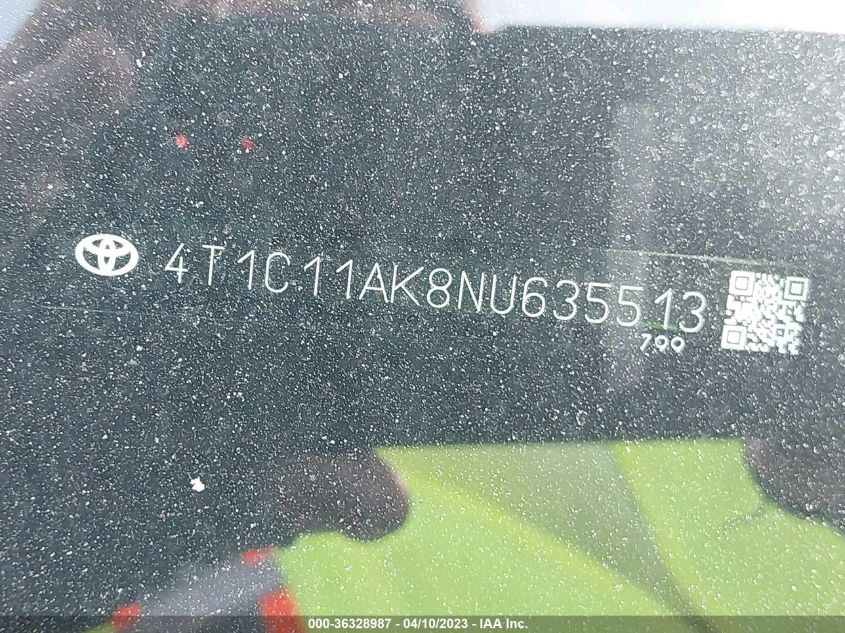 4T1C11AK8NU635513
799
000-36328987 - 04/10/2023 - IAA Inc.